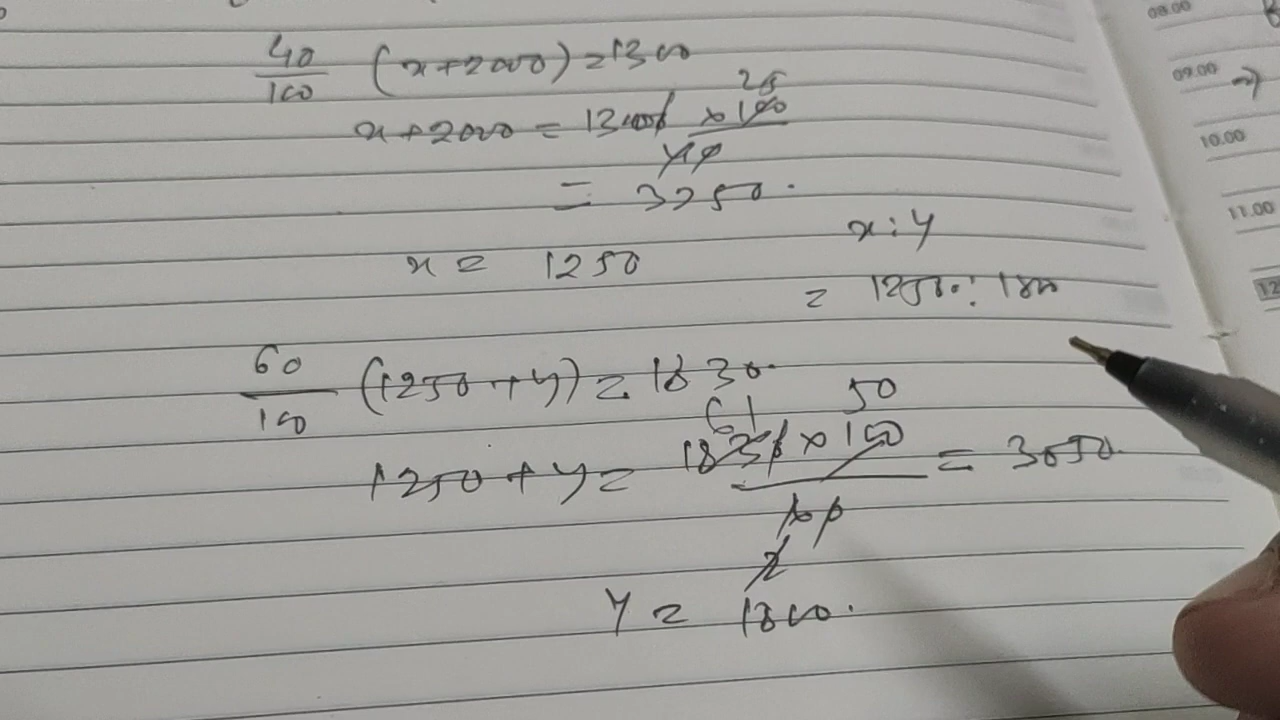 40/100 (x+2000) = 1300
x+2000 = 1300 × 100 25 / 40
= 3250.
x = 1250
x : y
= 1250 : 1800
60/100 (1250 + y) = 1830.
1250 + y = 1830 61 × 100 50 / 60 2 = 3050.
y = 1800.
08.00
09.00
10.00
11.00
12